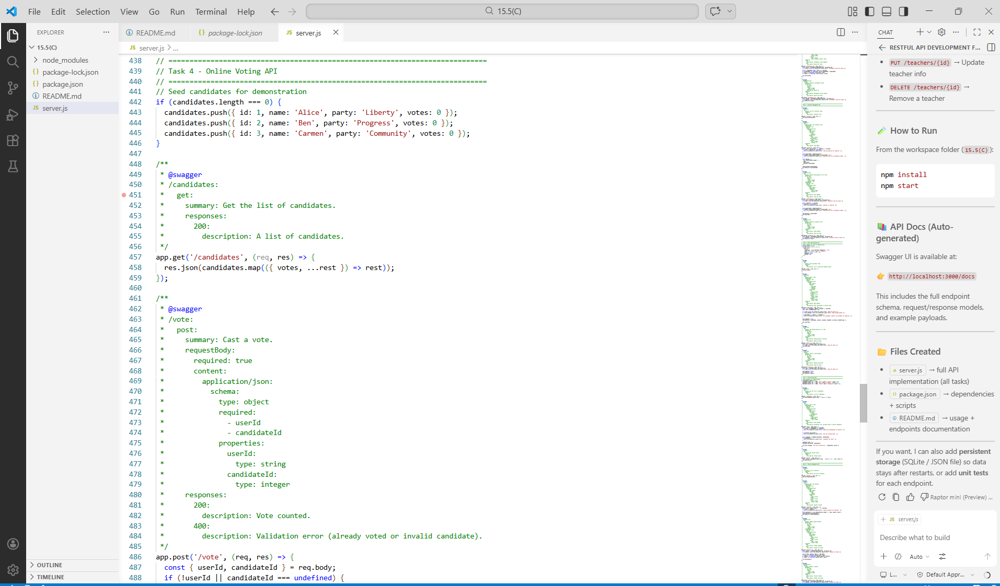 File Edit Selection View Go Run Terminal Help
15.5(C)
EXPLORER
15.5(C)
node_modules
package-lock.json
package.json
README.md
server.js
OUTLINE
TIMELINE
README.md
package-lock.json
server.js
server.js > ...
438 // ============================================================================
439 // Task 4 - Online Voting API
440 // ============================================================================
441 // Seed candidates for demonstration
442 if (candidates.length === 0) {
443   candidates.push({ id: 1, name: 'Alice', party: 'Liberty', votes: 0 });
444   candidates.push({ id: 2, name: 'Ben', party: 'Progress', votes: 0 });
445   candidates.push({ id: 3, name: 'Carmen', party: 'Community', votes: 0 });
446 }
447
448 /**
449  * @swagger
450  * /candidates:
451  *   get:
452  *     summary: Get the list of candidates.
453  *     responses:
454  *       200:
455  *         description: A list of candidates.
456  */
457 app.get('/candidates', (req, res) => {
458   res.json(candidates.map(({ votes, ...rest }) => rest));
459 });
460
461 /**
462  * @swagger
463  * /vote:
464  *   post:
465  *     summary: Cast a vote.
466  *     requestBody:
467  *       required: true
468  *       content:
469  *         application/json:
470  *           schema:
471  *             type: object
472  *             required:
473  *               - userId
474  *               - candidateId
475  *             properties:
476  *               userId:
477  *                 type: string
478  *               candidateId:
479  *                 type: integer
480  *     responses:
481  *       200:
482  *         description: Vote counted.
483  *       400:
484  *         description: Validation error (already voted or invalid candidate).
485  */
486 app.post('/vote', (req, res) => {
487   const { userId, candidateId } = req.body;
488   if (!userId || candidateId === undefined) {
CHAT
RESTFUL API DEVELOPMENT F...
• PUT /teachers/{id} → Update
teacher info
• DELETE /teachers/{id} →
Remove a teacher
How to Run
From the workspace folder ( 15.5(C) ):
npm install
npm start
API Docs (Auto-
generated)
Swagger UI is available at:
http://localhost:3000/docs
This includes the full endpoint
schema, request/response models,
and example payloads.
Files Created
• server.js → full API
implementation (all tasks)
• package.json → dependencies
+ scripts
• README.md → usage +
endpoints documentation
If you want, I can also add persistent
storage (SQLite / JSON file) so data
stays after restarts, or add unit tests
for each endpoint.
Raptor mini (Preview) ...
+ server.js
Describe what to build
Auto
L... Default Appr...